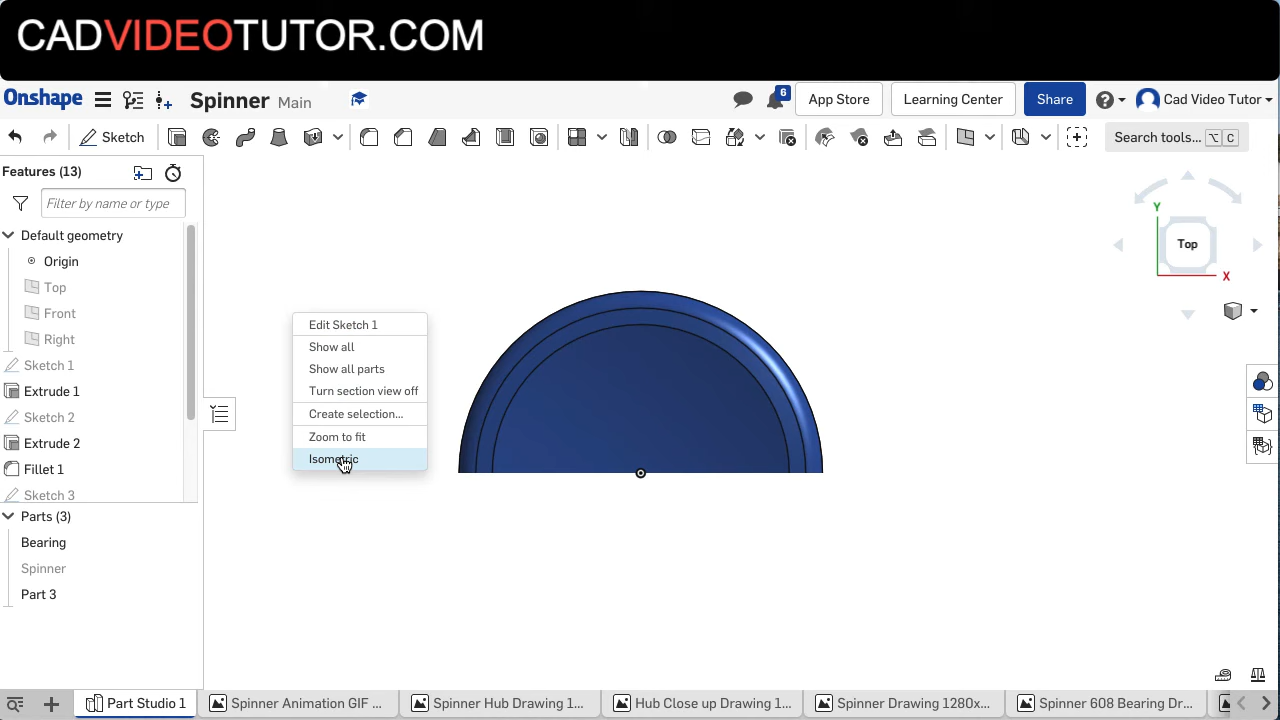 CADVIDEOTUTOR.COM
Onshape Spinner Main 6 App Store Learning Center Share Cad Video Tutor
Sketch Search tools... ⌥ C
Features (13)
Filter by name or type
Default geometry
Origin
Top
Front
Right
Sketch 1
Extrude 1
Sketch 2
Extrude 2
Fillet 1
Sketch 3
Parts (3)
Bearing
Spinner
Part 3
Edit Sketch 1
Show all
Show all parts
Turn section view off
Create selection...
Zoom to fit
Isometric
Y
Top
X
Part Studio 1 Spinner Animation GIF ... Spinner Hub Drawing 1... Hub Close up Drawing 1... Spinner Drawing 1280x... Spinner 608 Bearing Dr...